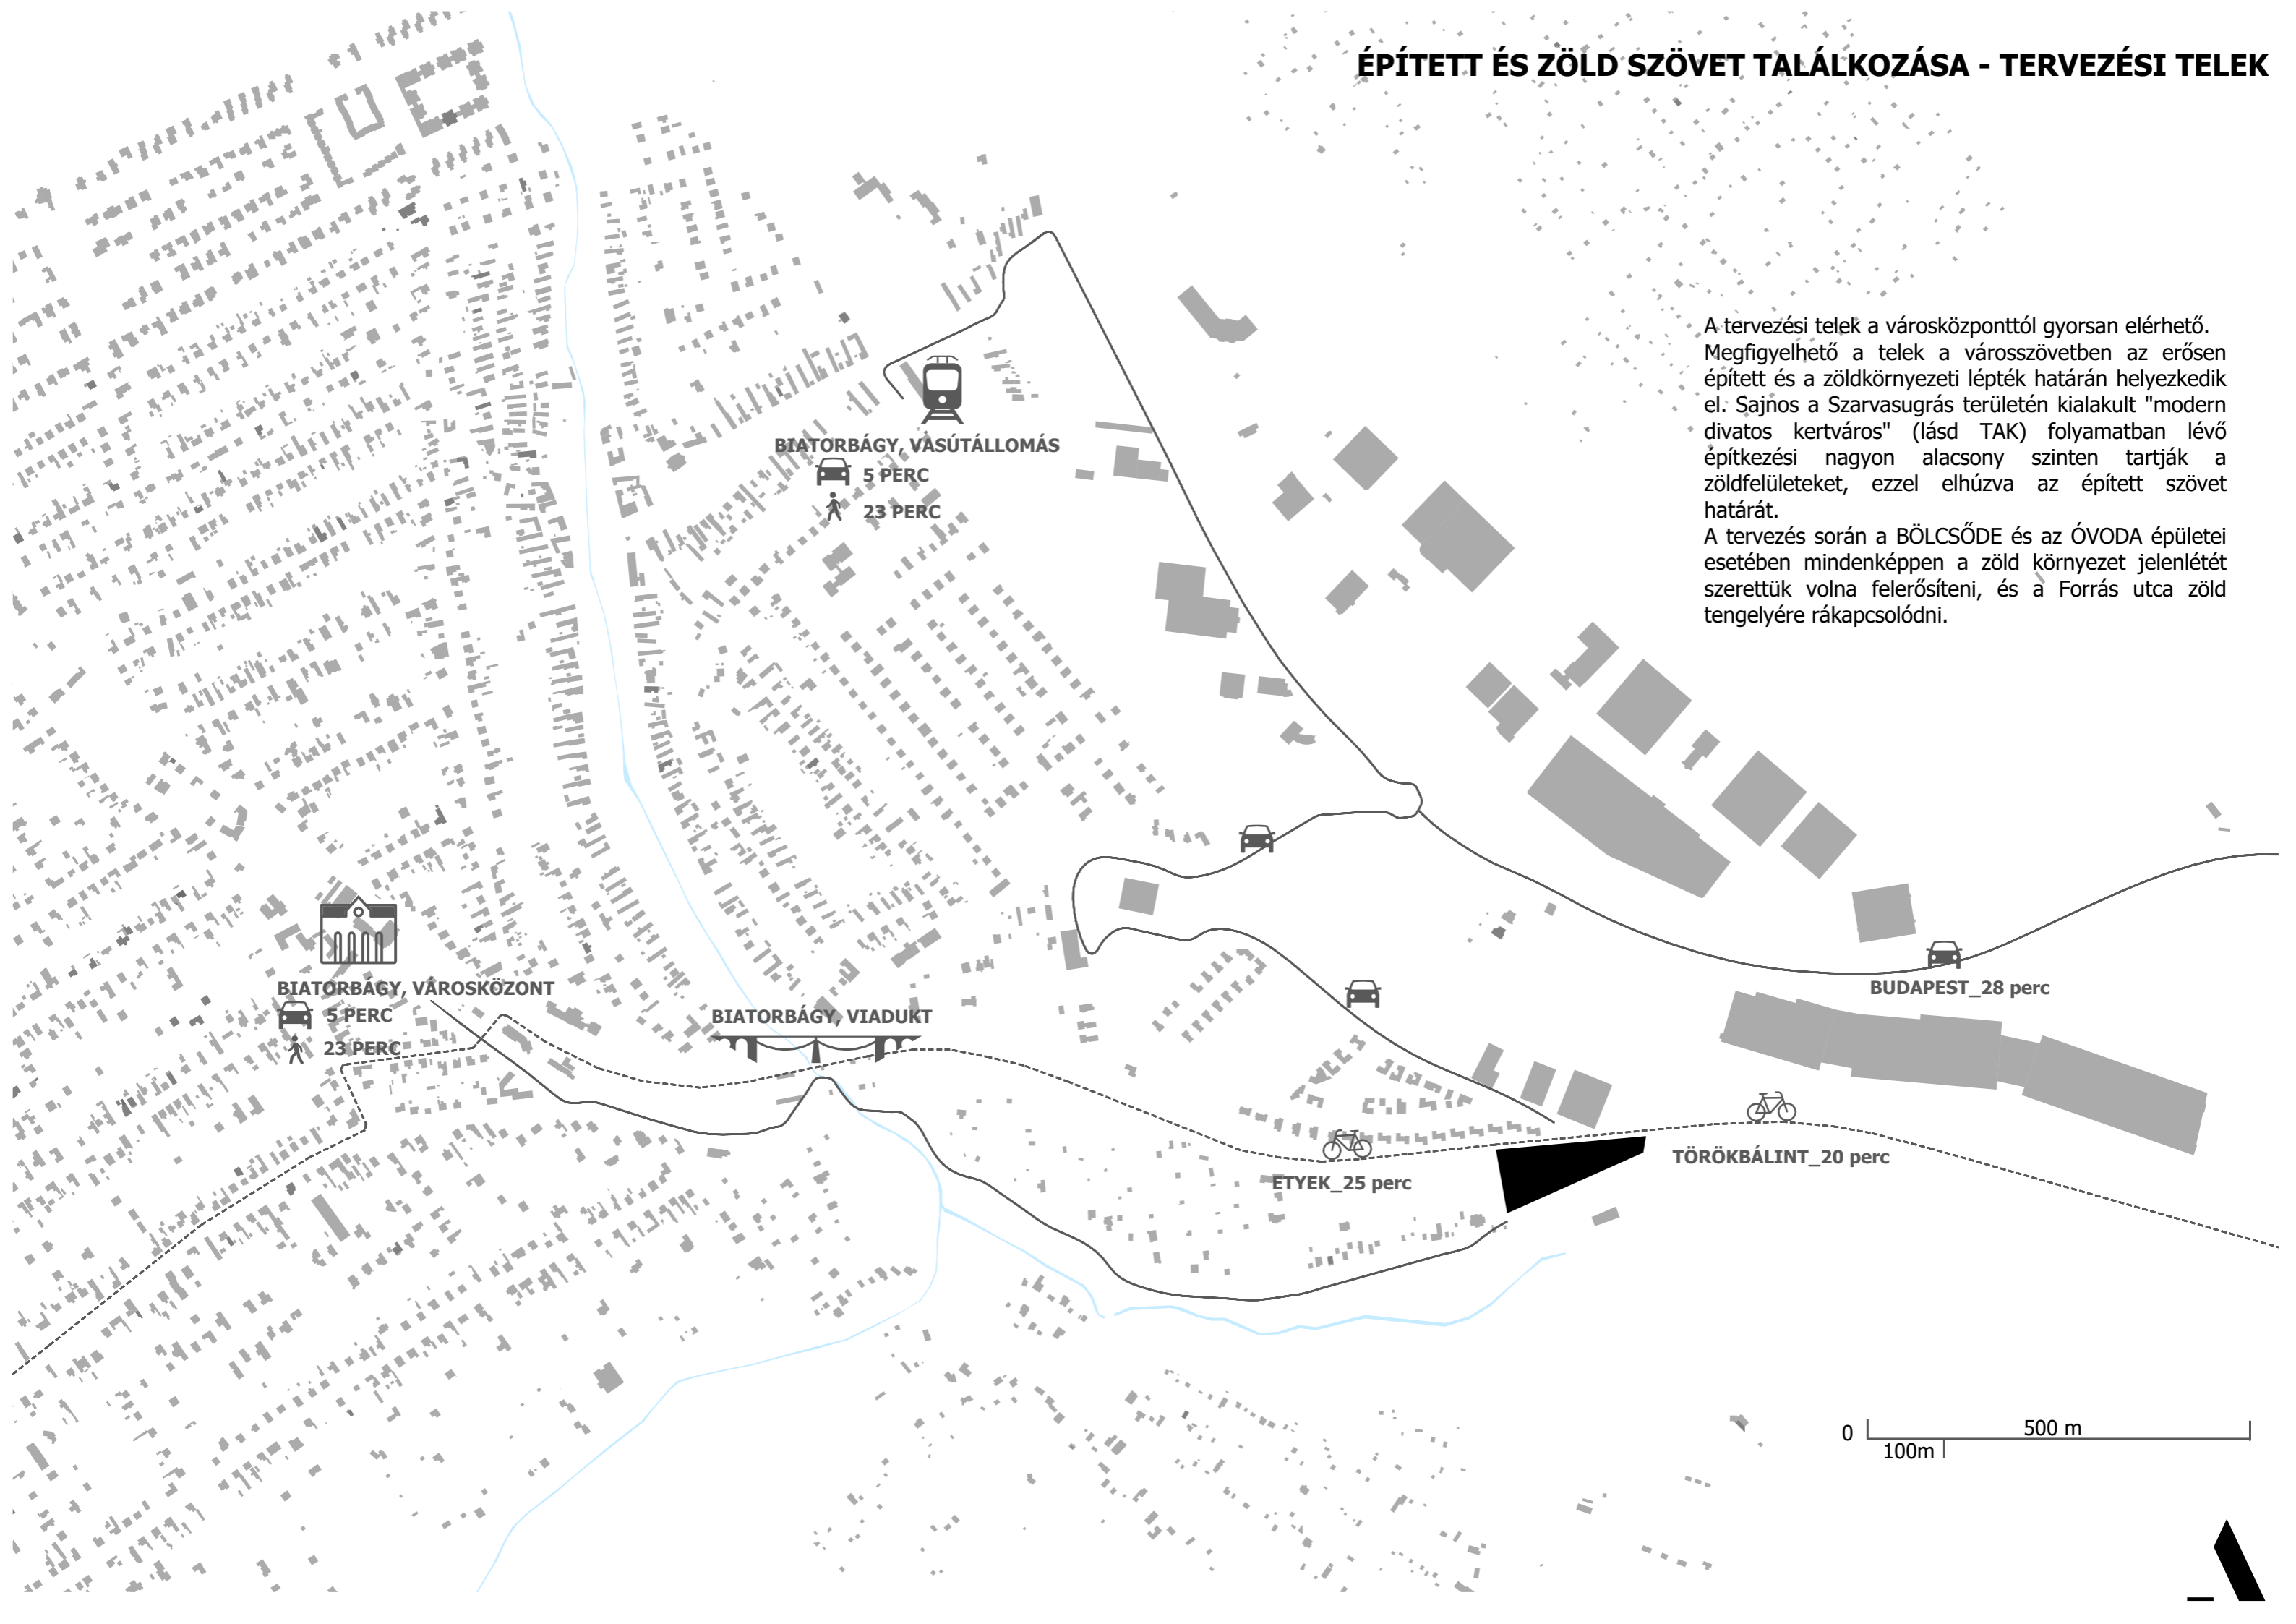 ÉPÍTETT ÉS ZÖLD SZÖVET TALÁLKOZÁSA - TERVEZÉSI TELEK
A tervezési telek a városközponttól gyorsan elérhető.
Megfigyelhető a telek a városszövetben az erősen
épített és a zöldkörnyezeti lépték határán helyezkedik
el. Sajnos a Szarvasugrás területén kialakult "modern
divatos kertváros" (lásd TAK) folyamatban lévő
építkezési nagyon alacsony szinten tartják a
zöldfelületeket, ezzel elhúzva az épített szövet
határát.
A tervezés során a BÖLCSŐDE és az ÓVODA épületei
esetében mindenképpen a zöld környezet jelenlétét
szerettük volna felerősíteni, és a Forrás utca zöld
tengelyére rákapcsolódni.
BIATORBÁGY, VASÚTÁLLOMÁS
5 PERC
23 PERC
BIATORBÁGY, VÁROSKÖZONT
5 PERC
23 PERC
BIATORBÁGY, VIADUKT
BUDAPEST_28 perc
TÖRÖKBÁLINT_20 perc
ETYEK_25 perc
0
500 m
100m